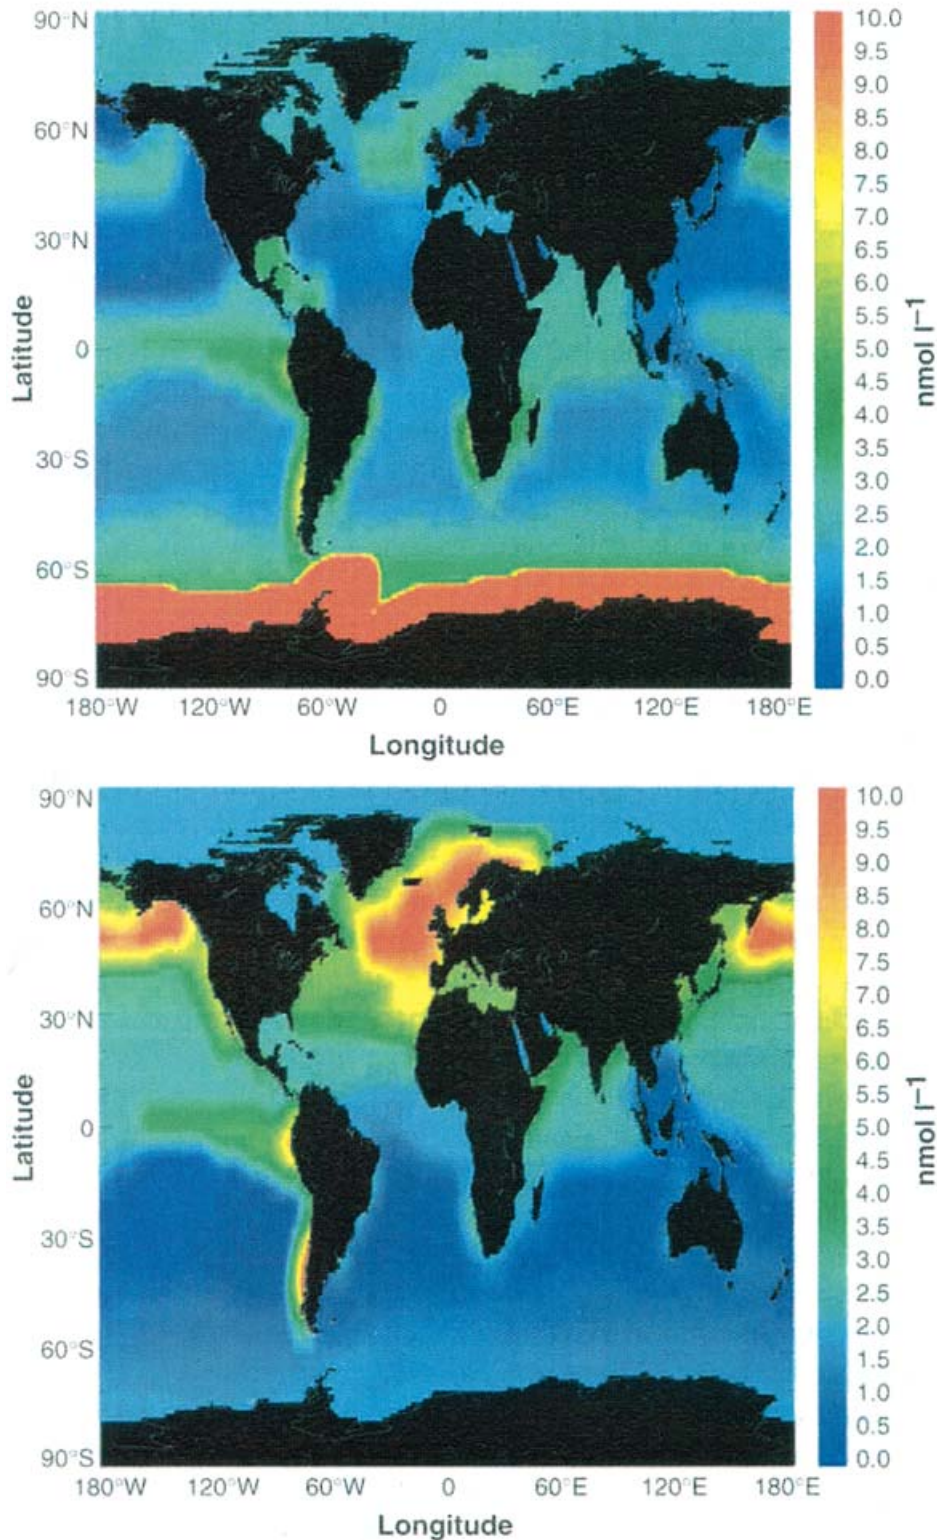 90°N
60°N
30°N
0
30°S
60°S
90°S
Latitude
180°W 120°W 60°W 0 60°E 120°E 180°E
Longitude
10.0
9.5
9.0
8.5
8.0
7.5
7.0
6.5
6.0
5.5
5.0
4.5
4.0
3.5
3.0
2.5
2.0
1.5
1.0
0.5
0.0
nmol l–1
90°N
60°N
30°N
0
30°S
60°S
90°S
Latitude
180°W 120°W 60°W 0 60°E 120°E 180°E
Longitude
10.0
9.5
9.0
8.5
8.0
7.5
7.0
6.5
6.0
5.5
5.0
4.5
4.0
3.5
3.0
2.5
2.0
1.5
1.0
0.5
0.0
nmol l–1